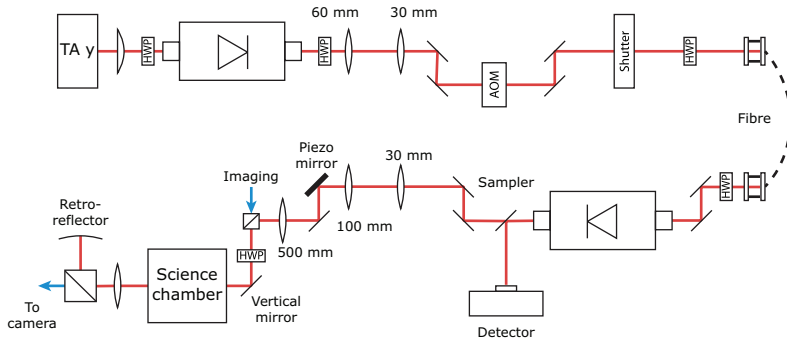 TA y
HWP
HWP
60 mm
30 mm
AOM
Shutter
HWP
Fibre
HWP
Sampler
Detector
30 mm
100 mm
Piezo
mirror
500 mm
Imaging
HWP
Vertical
mirror
Science
chamber
Retro-
reflector
To
camera